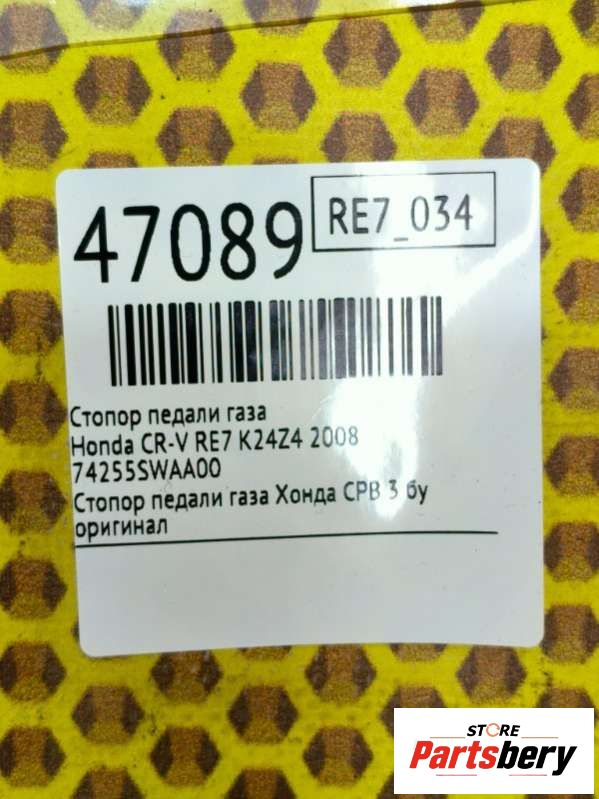 47089
RE7_034
Стопор педали газа
Honda CR-V RE7 K24Z4 2008
74255SWAA00
Стопор педали газа Хонда СРВ 3 бу
оригинал
STORE
Partsbery